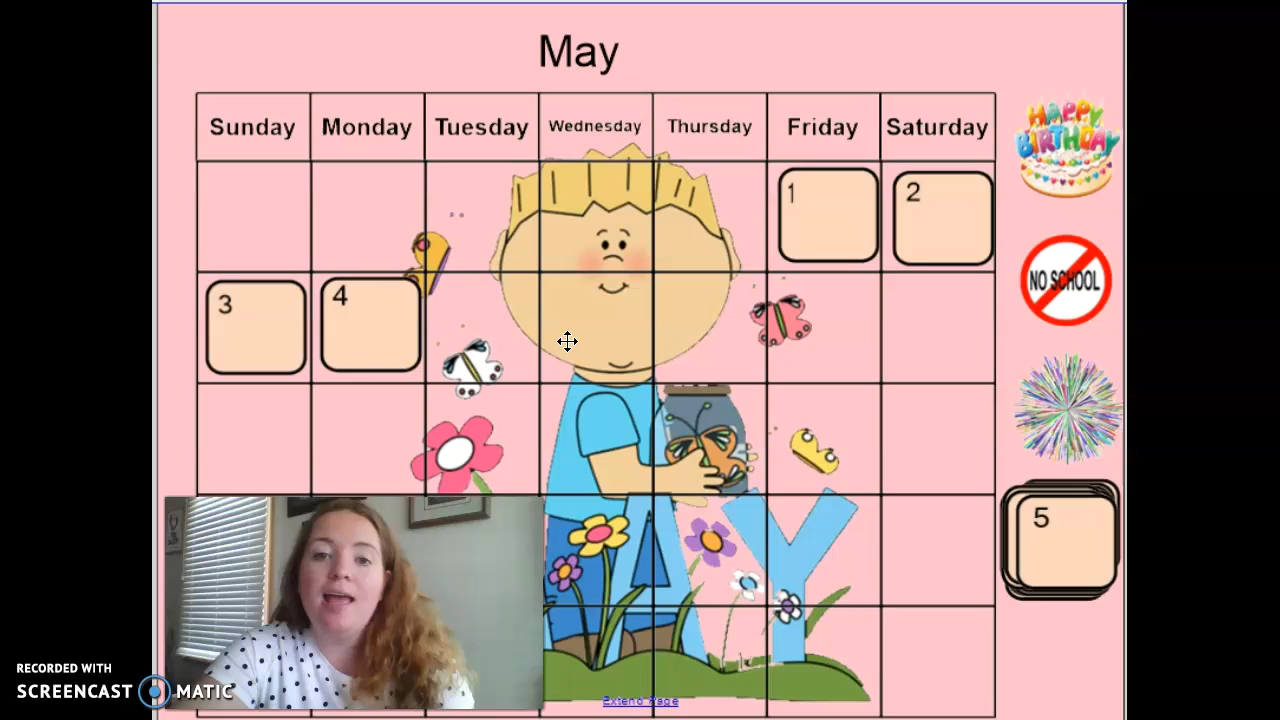 May
Sunday Monday Tuesday Wednesday Thursday Friday Saturday
HAPPY
BIRTHDAY
1 2
NO SCHOOL
3 4
5
AY
RECORDED WITH
SCREENCAST MATIC
Extend Page